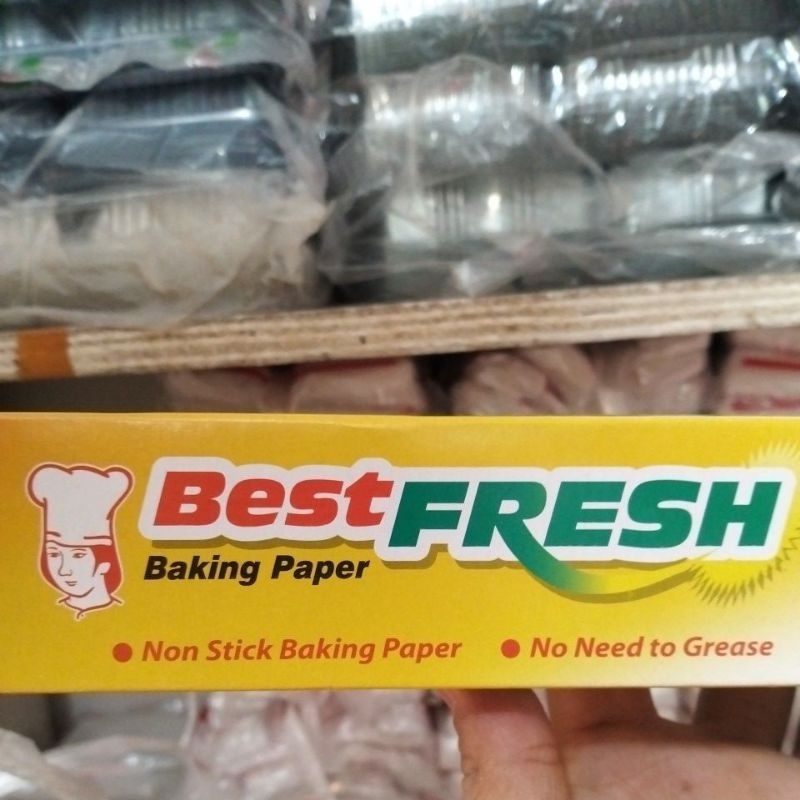 Best FRESH
Baking Paper
• Non Stick Baking Paper • No Need to Grease